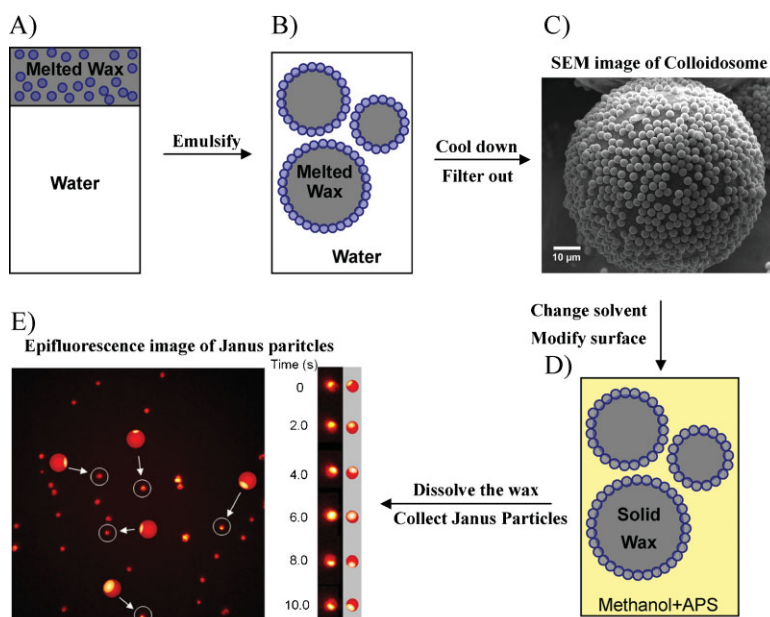 A)
Melted Wax
Water
Emulsify
B)
Melted
Wax
Water
Cool down
Filter out
C)
SEM image of Colloidosome
10 µm
Change solvent
Modify surface
D)
Solid
Wax
Methanol+APS
Dissolve the wax
Collect Janus Particles
E)
Epifluorescence image of Janus paritcles
Time (s)
0
2.0
4.0
6.0
8.0
10.0